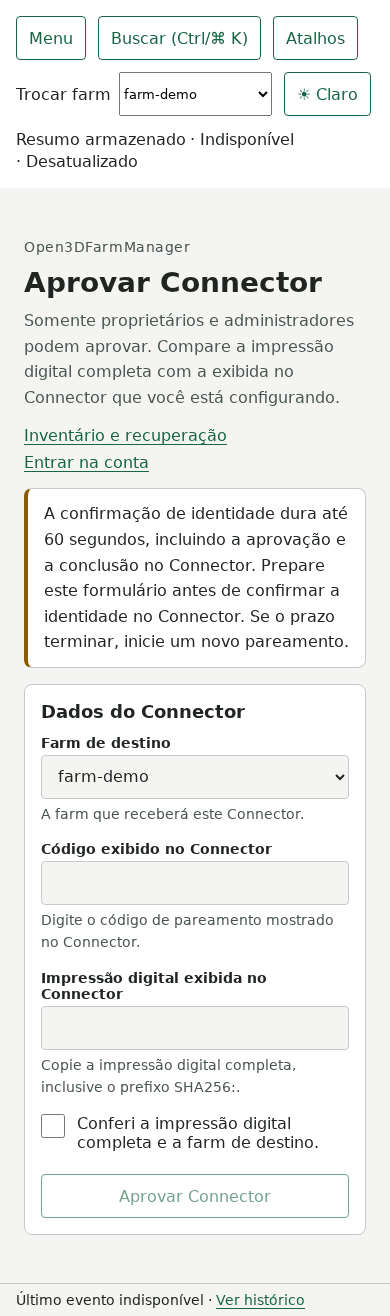 Menu
Buscar (Ctrl/⌘ K)
Atalhos
Trocar farm
farm-demo
☀ Claro
Resumo armazenado · Indisponível
· Desatualizado
Open3DFarmManager
Aprovar Connector
Somente proprietários e administradores
podem aprovar. Compare a impressão
digital completa com a exibida no
Connector que você está configurando.
Inventário e recuperação
Entrar na conta
A confirmação de identidade dura até
60 segundos, incluindo a aprovação e
a conclusão no Connector. Prepare
este formulário antes de confirmar a
identidade no Connector. Se o prazo
terminar, inicie um novo pareamento.
Dados do Connector
Farm de destino
farm-demo
A farm que receberá este Connector.
Código exibido no Connector
Digite o código de pareamento mostrado
no Connector.
Impressão digital exibida no
Connector
Copie a impressão digital completa,
inclusive o prefixo SHA256:.
Conferi a impressão digital
completa e a farm de destino.
Aprovar Connector
Último evento indisponível · Ver histórico